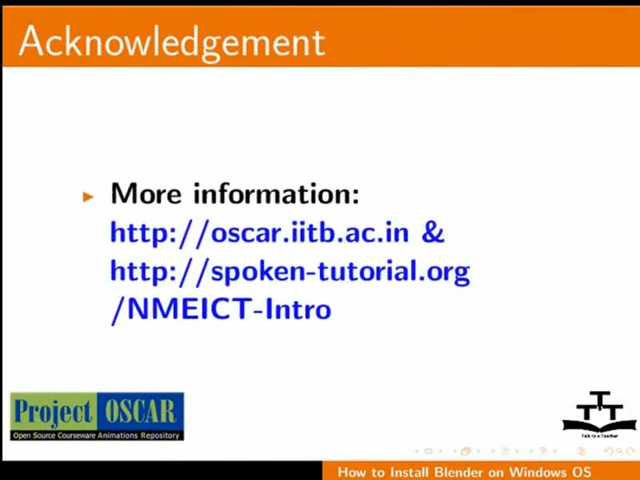 Acknowledgement
More information:
http://oscar.iitb.ac.in &
http://spoken-tutorial.org
/NMEICT-Intro
Project OSCAR
Open Source Courseware Animations Repository
TTT
Talk to a Teacher
How to Install Blender on Windows OS